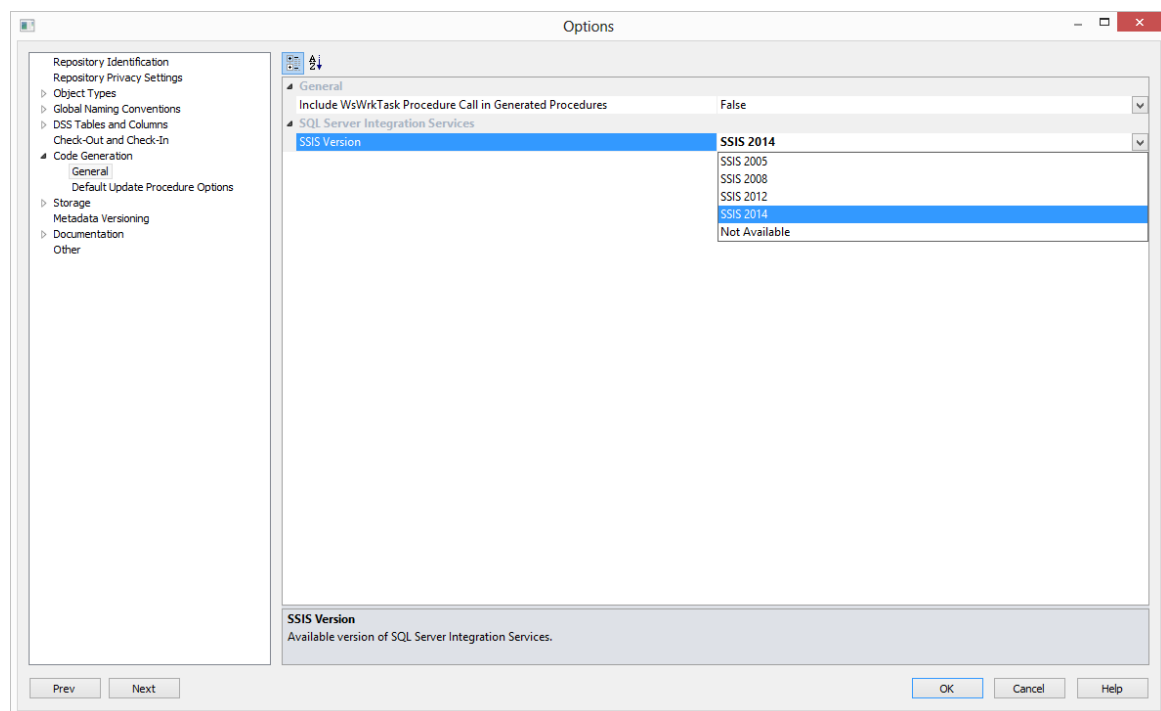 Options
Repository Identification
Repository Privacy Settings
Object Types
Global Naming Conventions
DSS Tables and Columns
Check-Out and Check-In
Code Generation
General
Default Update Procedure Options
Storage
Metadata Versioning
Documentation
Other
General
Include WsWrkTask Procedure Call in Generated Procedures False
SQL Server Integration Services
SSIS Version SSIS 2014
SSIS 2005
SSIS 2008
SSIS 2012
SSIS 2014
Not Available
SSIS Version
Available version of SQL Server Integration Services.
Prev Next OK Cancel Help